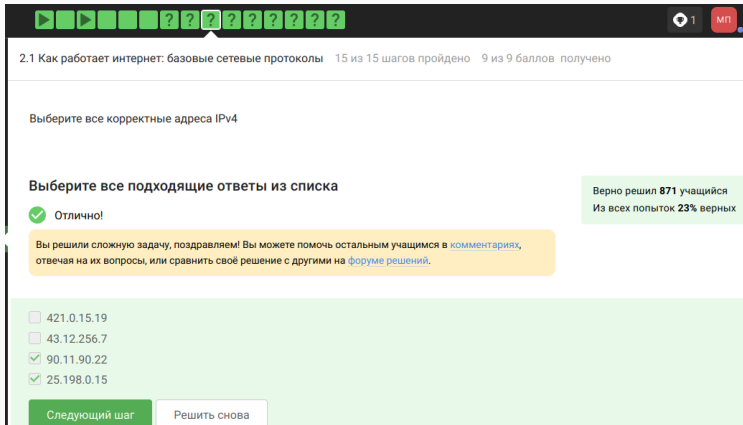 ? ? ? ? ? ? ? ? ? ?
1
МП
2.1 Как работает интернет: базовые сетевые протоколы 15 из 15 шагов пройдено 9 из 9 баллов получено
Выберите все корректные адреса IPv4
Выберите все подходящие ответы из списка
Верно решил 871 учащийся
Из всех попыток 23% верных
Отлично!
Вы решили сложную задачу, поздравляем! Вы можете помочь остальным учащимся в комментариях,
отвечая на их вопросы, или сравнить своё решение с другими на форуме решений.
421.0.15.19
43.12.256.7
90.11.90.22
25.198.0.15
Следующий шаг
Решить снова